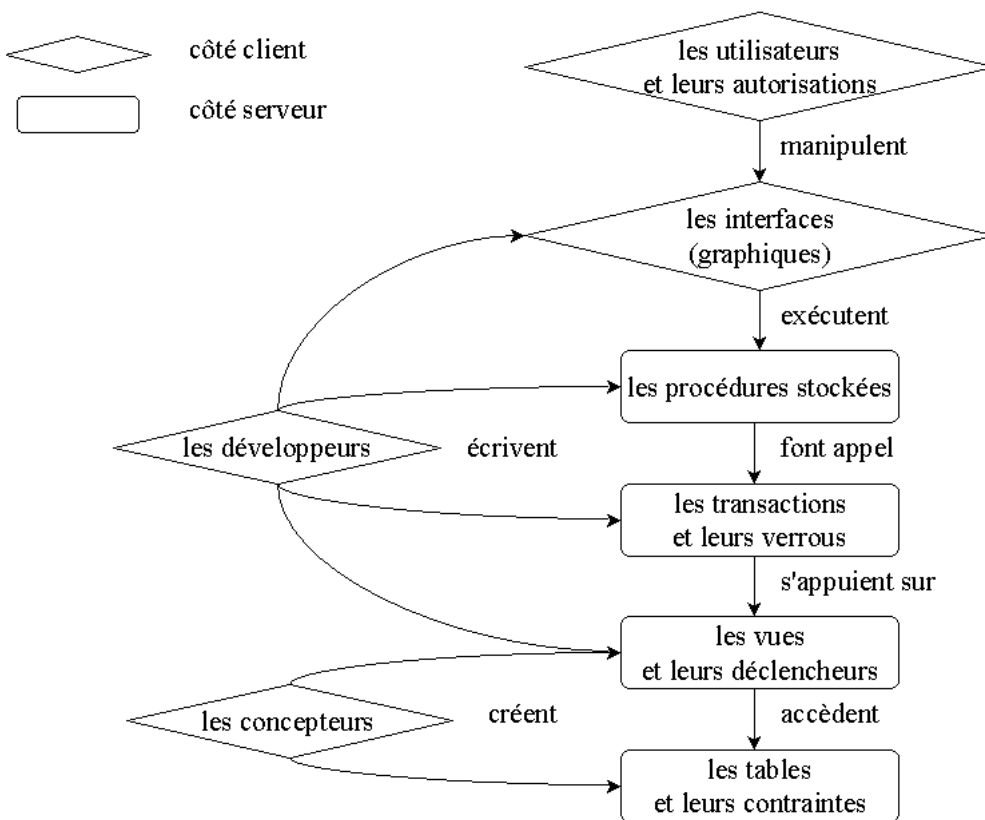 côté client
côté serveur
les utilisateurs
et leurs autorisations
manipulent
les interfaces
(graphiques)
exécutent
les procédures stockées
les développeurs
écrivent
font appel
les transactions
et leurs verrous
s'appuient sur
les vues
et leurs déclencheurs
les concepteurs
créent
accèdent
les tables
et leurs contraintes